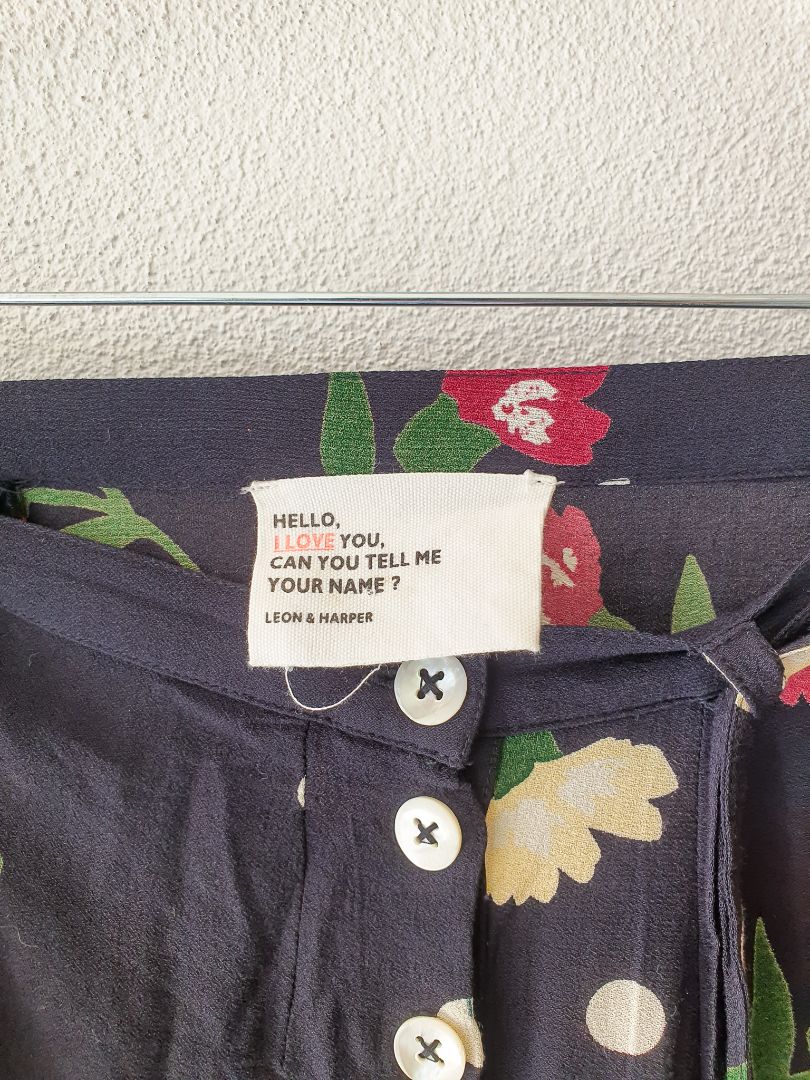 HELLO,
I LOVE YOU,
CAN YOU TELL ME
YOUR NAME ?
LEON & HARPER